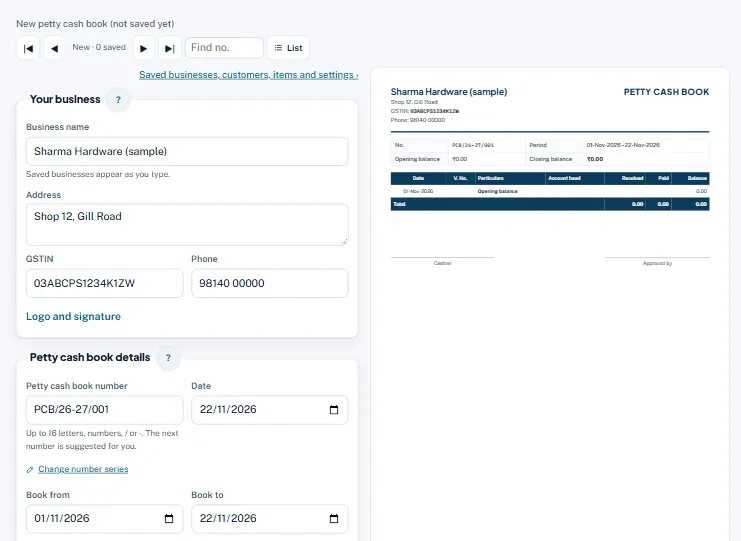 New petty cash book (not saved yet)
New · 0 saved
Find no.
List
Saved businesses, customers, items and settings ›
Your business ?
Business name
Sharma Hardware (sample)
Saved businesses appear as you type.
Address
Shop 12, Gill Road
GSTIN Phone
03ABCPS1234K1ZW 98140 00000
Logo and signature
Petty cash book details ?
Petty cash book number Date
PCB/26-27/001 22/11/2026
Up to 16 letters, numbers, / or -. The next
number is suggested for you.
Change number series
Book from Book to
01/11/2026 22/11/2026
Sharma Hardware (sample) PETTY CASH BOOK
Shop 12, Gill Road
GSTIN: 03ABCPS1234K1ZW
Phone: 98140 00000
No. PCB/26-27/001 Period 01-Nov-2026 - 22-Nov-2026
Opening balance ₹0.00 Closing balance ₹0.00
Date V. No. Particulars Account head Received Paid Balance
01-Nov-2026 Opening balance 0.00
Total 0.00 0.00 0.00
Cashier Approved by